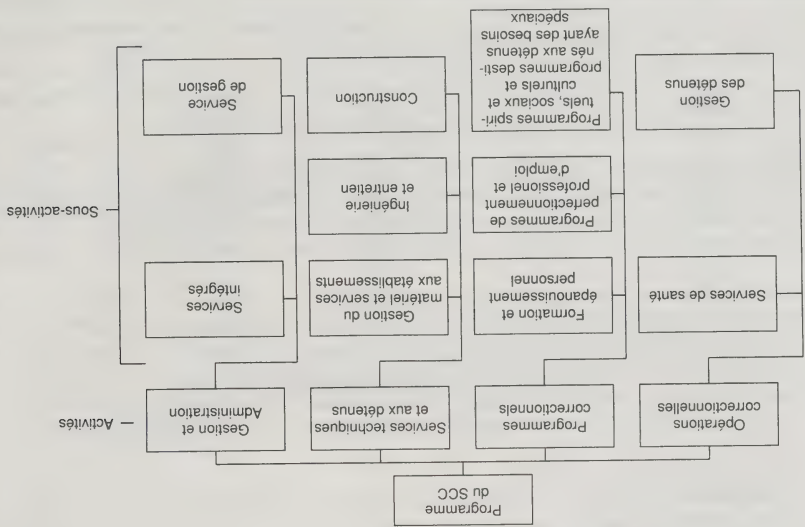 Programme
du SCC
Opérations
correctionnelles
Programmes
correctionnels
Services techniques
et aux détenus
Gestion et
Administration
— Activités
Services de santé
Formation et
épanouissement
personnel
Gestion du
matériel et services
aux établissements
Services
intégrés
Programmes de
perfectionnement
professionel et
d'emploi
Ingénierie
et entretien
Sous-activités
Gestion
des détenus
Programmes spiri-
tuels, sociaux et
culturels et
programmes desti-
nés aux détenus
ayant des besoins
spéciaux
Construction
Service
de gestion